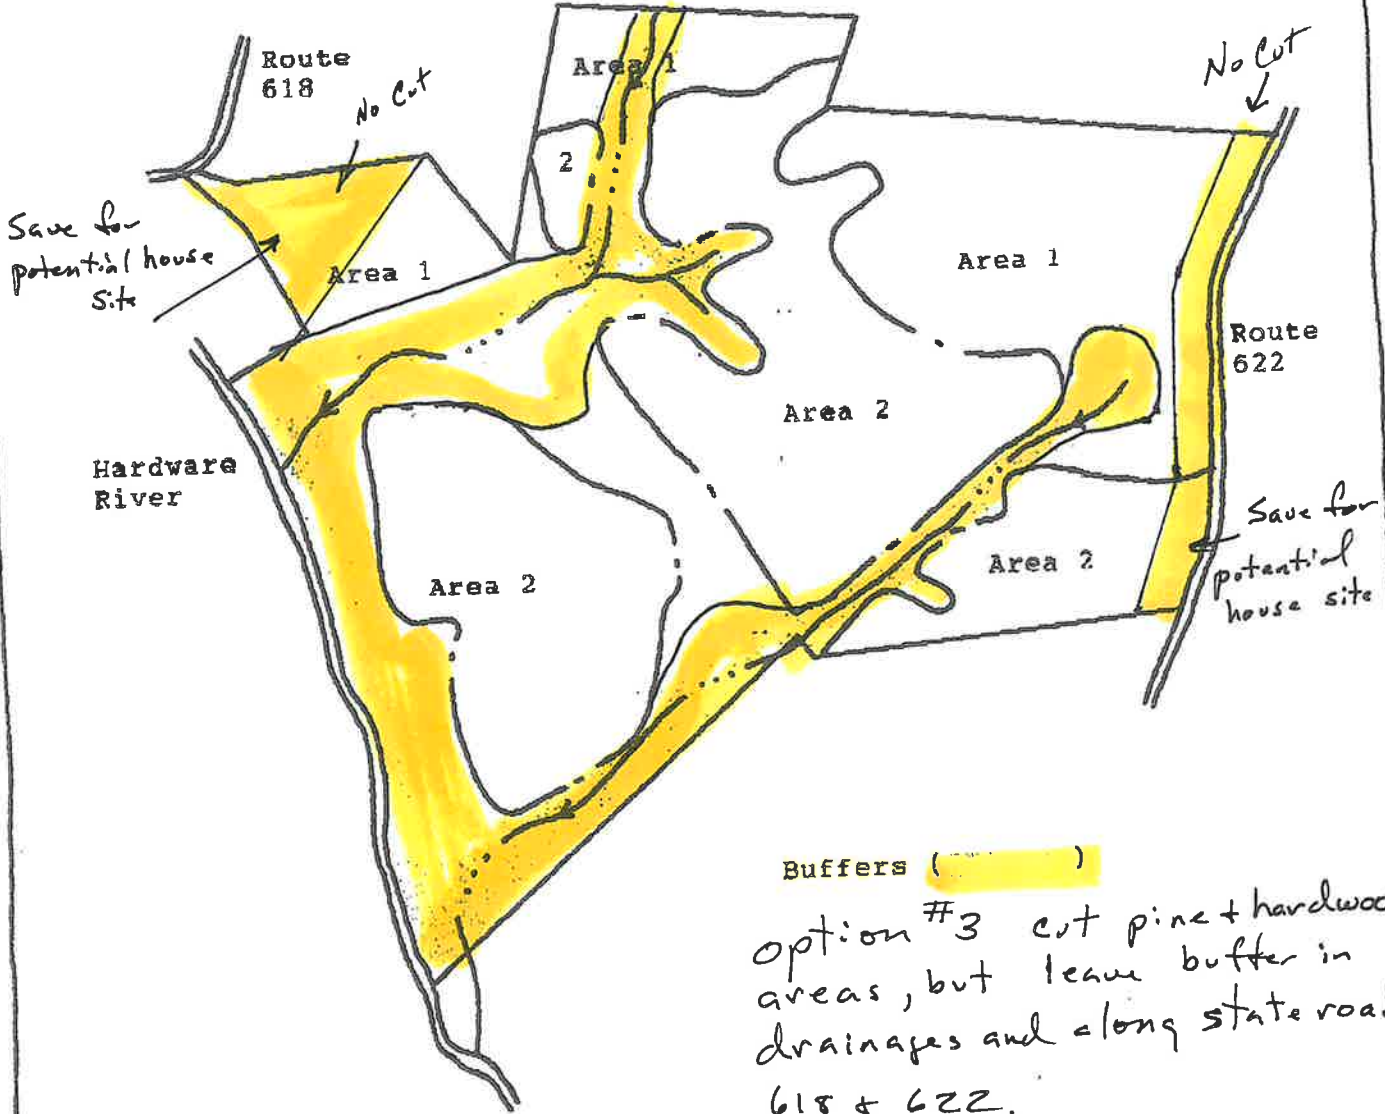 Route
618
No Cut
Area 1
No Cut
2
Save for
potential house
site
Area 1
Area 1
Route
622
Area 2
Hardware
River
Save for
potential
house site
Area 2
Area 2
Buffers ( )
option #3 cut pine + hardwoo
areas, but leave buffer in
drainages and along state roa
618 & 622.